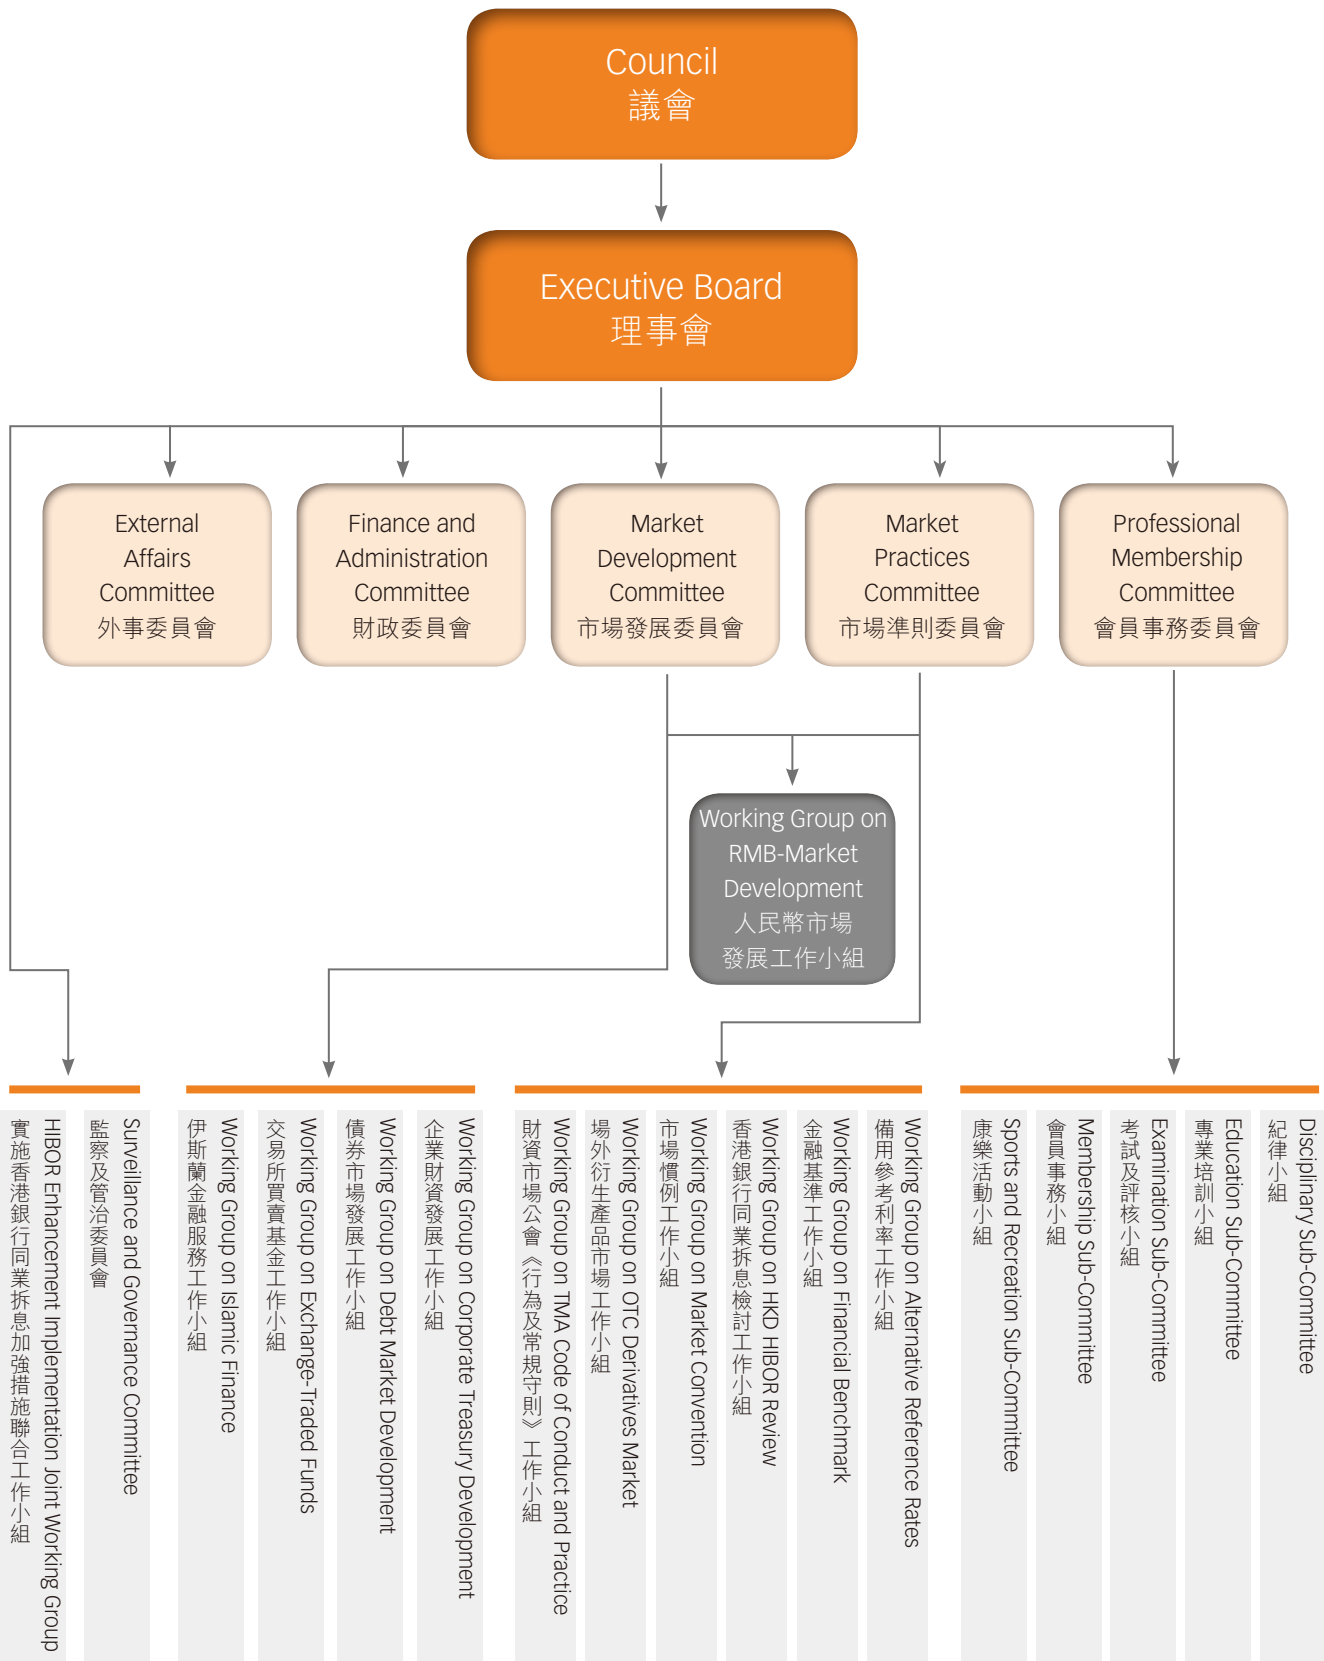 Council
議會
Executive Board
理事會
External
Affairs
Committee
外事委員會
Finance and
Administration
Committee
財政委員會
Market
Development
Committee
市場發展委員會
Market
Practices
Committee
市場準則委員會
Professional
Membership
Committee
會員事務委員會
Working Group on
RMB-Market
Development
人民幣市場
發展工作小組
HIBOR Enhancement Implementation Joint Working Group
實施香港銀行同業拆息加強措施聯合工作小組
Surveillance and Governance Committee
監察及管治委員會
Working Group on Islamic Finance
伊斯蘭金融服務工作小組
Working Group on Exchange-Traded Funds
交易所買賣基金工作小組
Working Group on Debt Market Development
債券市場發展工作小組
Working Group on Corporate Treasury Development
企業財資發展工作小組
Working Group on TMA Code of Conduct and Practice
財資市場公會《行為及常規守則》工作小組
Working Group on OTC Derivatives Market
場外衍生產品市場工作小組
Working Group on Market Convention
市場慣例工作小組
Working Group on HKD HIBOR Review
香港銀行同業拆息檢討工作小組
Working Group on Financial Benchmark
金融基準工作小組
Working Group on Alternative Reference Rates
備用參考利率工作小組
Sports and Recreation Sub-Committee
康樂活動小組
Membership Sub-Committee
會員事務小組
Examination Sub-Committee
考試及評核小組
Education Sub-Committee
專業培訓小組
Disciplinary Sub-Committee
紀律小組